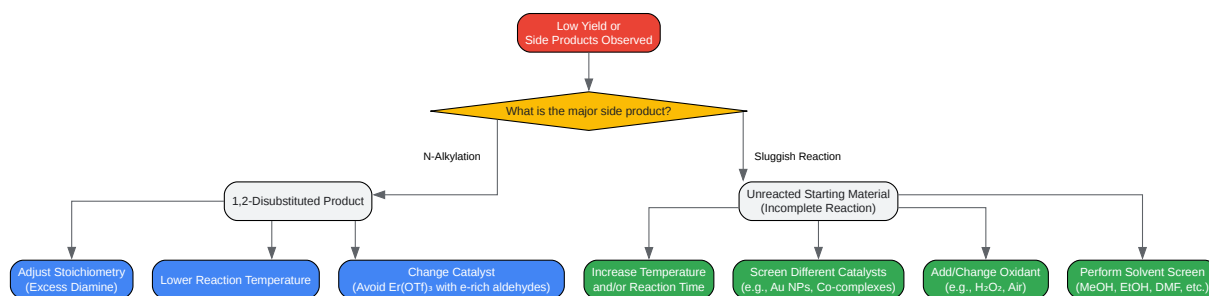 Low Yield or
Side Products Observed
What is the major side product?
N-Alkylation
Sluggish Reaction
1,2-Disubstituted Product
Unreacted Starting Material
(Incomplete Reaction)
Adjust Stoichiometry
(Excess Diamine)
Lower Reaction Temperature
Change Catalyst
(Avoid Er(OTf)₃ with e-rich aldehydes)
Increase Temperature
and/or Reaction Time
Screen Different Catalysts
(e.g., Au NPs, Co-complexes)
Add/Change Oxidant
(e.g., H₂O₂, Air)
Perform Solvent Screen
(MeOH, EtOH, DMF, etc.)